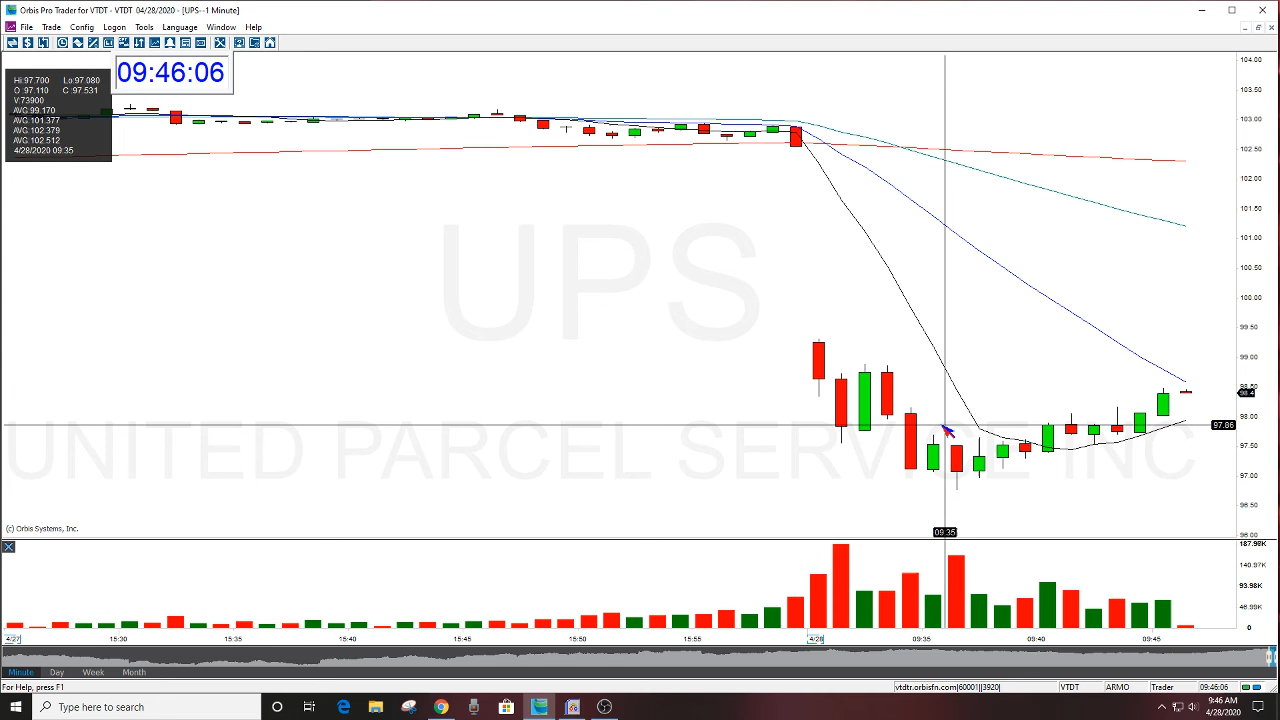 Orbis Pro Trader for VTDT - VTDT 04/28/2020 - [UPS--1 Minute]
File Trade Config Logon Tools Language Window Help
09:46:06
Hi:97.700 Lo:97.080
O :97.110 C :97.531
V:73900
AVG:99.170
AVG:101.377
AVG:102.379
AVG:102.512
4/28/2020 09:35
UPS
UNITED PARCEL SERVICE INC
104.00
103.50
103.00
102.50
102.00
101.50
101.00
100.50
100.00
99.50
99.00
98.50
98.4
98.00
97.86
97.50
97.00
96.50
96.00
09:35
(c) Orbis Systems, Inc.
187.96K
140.97K
93.98K
46.99K
4/27 15:30 15:35 15:40 15:45 15:50 15:55 4/28 09:35 09:40 09:45
Minute Day Week Month
For Help, press F1 vtdtr.orbisfn.com|60001||3920| VTDT ARMO Trader 09:46:06
Type here to search
9:46 AM
4/28/2020